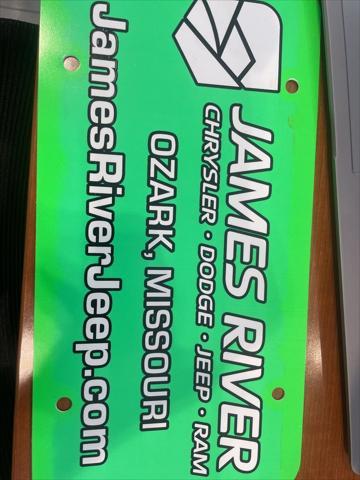 JAMES RIVER
CHRYSLER • DODGE • JEEP • RAM
OZARK, MISSOURI
JamesRiverJeep.com